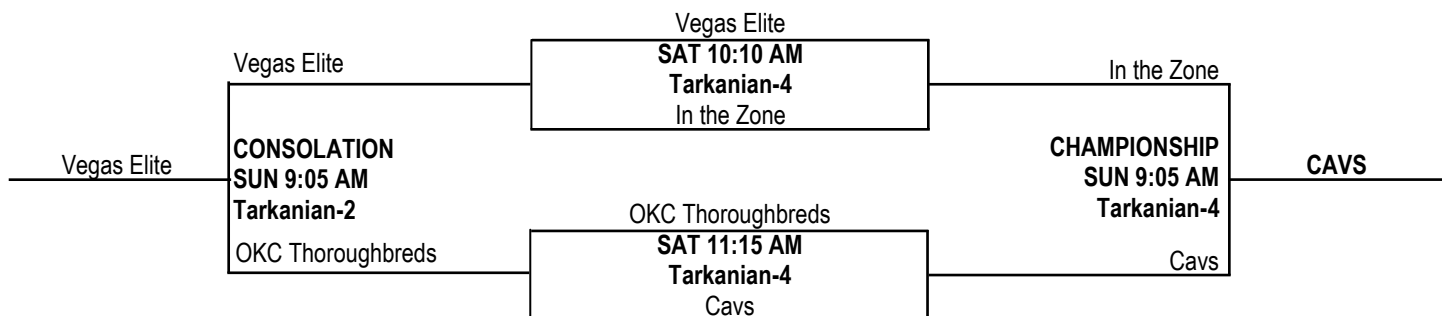 Vegas Elite
SAT 10:10 AM
Tarkanian-4
In the Zone
Vegas Elite
In the Zone
Vegas Elite
CONSOLATION
SUN 9:05 AM
Tarkanian-2
CHAMPIONSHIP
SUN 9:05 AM
Tarkanian-4
CAVS
OKC Thoroughbreds
SAT 11:15 AM
Tarkanian-4
Cavs
OKC Thoroughbreds
Cavs